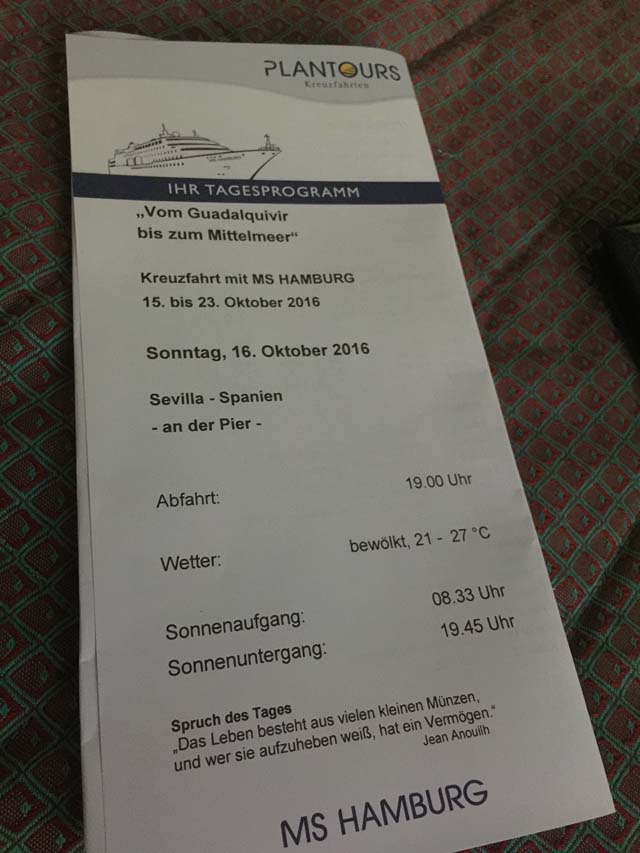 PLANTOURS
Kreuzfahrten
IHR TAGESPROGRAMM
„Vom Guadalquivir
bis zum Mittelmeer“
Kreuzfahrt mit MS HAMBURG
15. bis 23. Oktober 2016
Sonntag, 16. Oktober 2016
Sevilla - Spanien
- an der Pier -
Abfahrt: 19.00 Uhr
Wetter: bewölkt, 21 - 27 °C
Sonnenaufgang: 08.33 Uhr
Sonnenuntergang: 19.45 Uhr
Spruch des Tages
„Das Leben besteht aus vielen kleinen Münzen,
und wer sie aufzuheben weiß, hat ein Vermögen.“
Jean Anouilh
MS HAMBURG